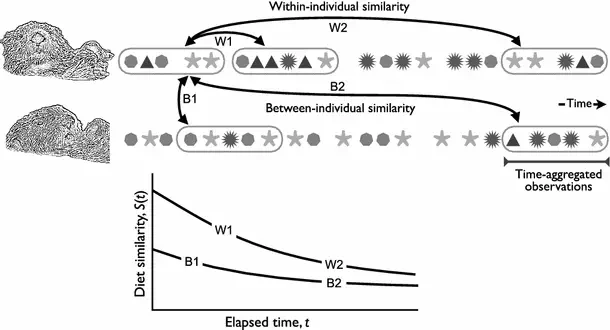 Within-individual similarity
W2
W1
B2
B1
Between-individual similarity
Time
Time-aggregated
observations
Diet similarity, S(t)
W1
W2
B1
B2
Elapsed time, t